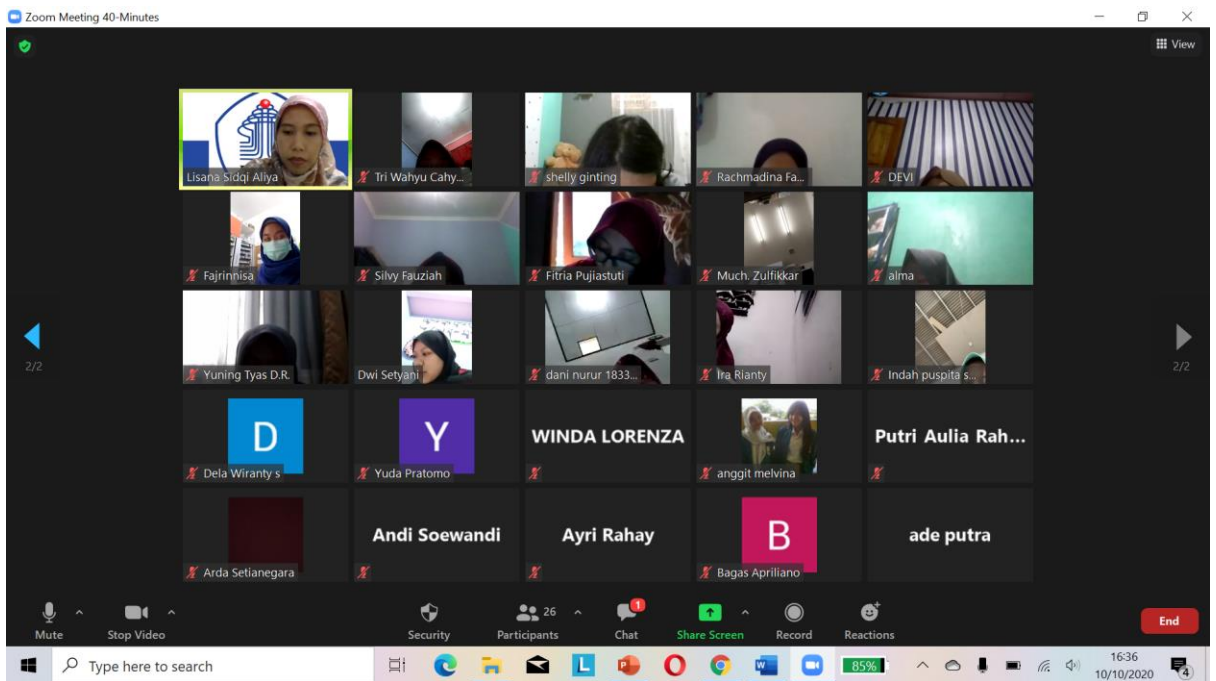 Zoom Meeting 40-Minutes
View
Lisana Sidqi Aliya
Tri Wahyu Cahy...
shelly ginting
Rachmadina Fa...
DEVI
Fajrinnisa
Silvy Fauziah
Fitria Pujiastuti
Much. Zulfikkar
alma
Yuning Tyas D.R.
Dwi Setyani
dani nurur 1833...
Ira Rianty
Indah puspita s...
2/2
2/2
D
Dela Wiranty s
Y
Yuda Pratomo
WINDA LORENZA
anggit melvina
Putri Aulia Rah...
Arda Setianegara
Andi Soewandi
Ayri Rahay
B
Bagas Apriliano
ade putra
Mute
Stop Video
Security
26
Participants
1
Chat
Share Screen
Record
Reactions
End
Type here to search
L
85%
16:36
10/10/2020
4